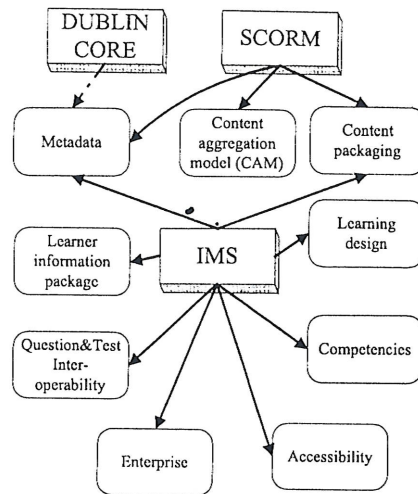 DUBLIN
CORE
SCORM
Metadata
Content
aggregation
model (CAM)
Content
packaging
Learner
information
package
IMS
Learning
design
Question&Test
Inter-
operability
Competencies
Enterprise
Accessibility